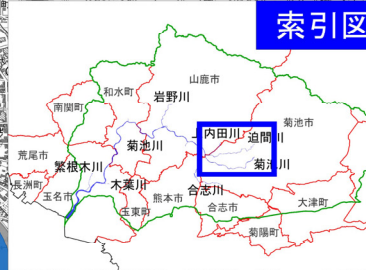 索引図
山鹿市
和水町
岩野川
南関町
菊池市
上内田川
迫間川
荒尾市
菊池川
繁根木川
菊池川
長洲町
木葉川
合志川
玉名市
熊本市
合志市
大津町
玉東町
菊陽町